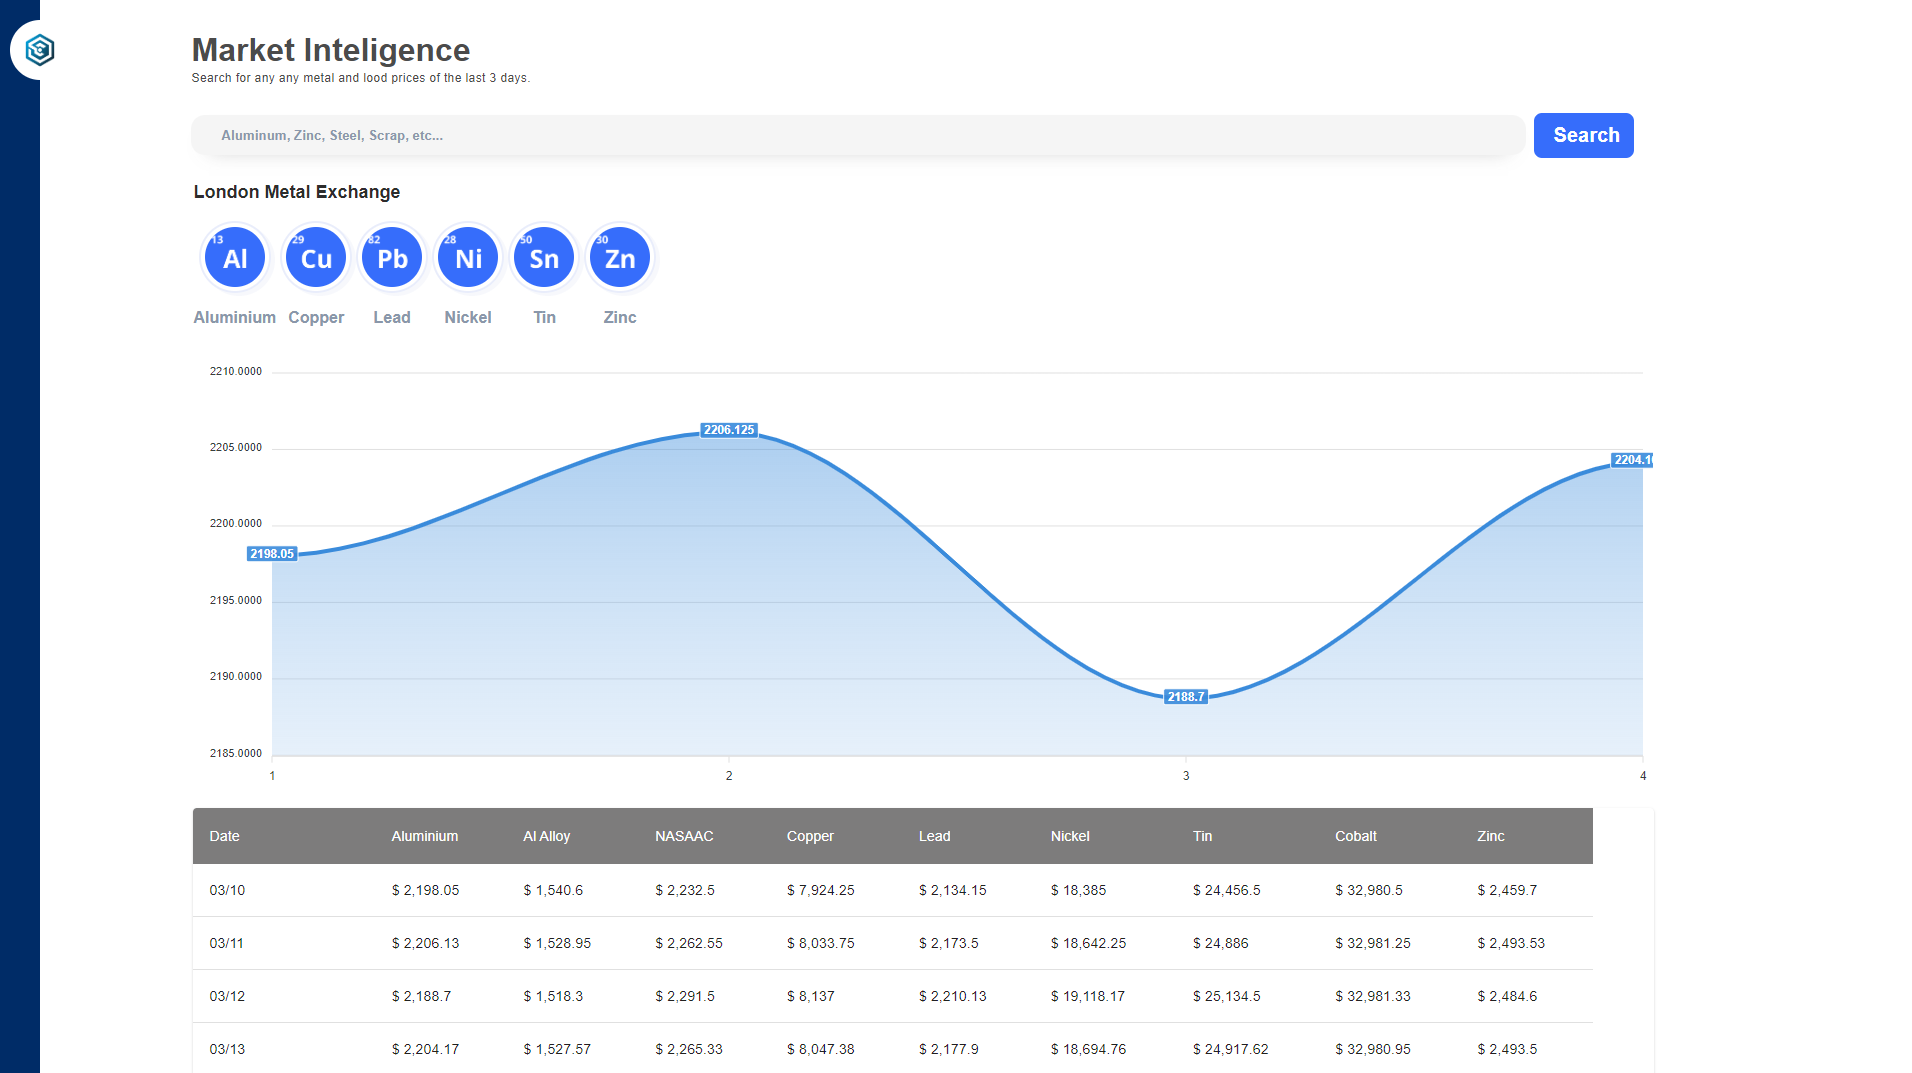 Market Inteligence
Search for any any metal and lood prices of the last 3 days.
Aluminum, Zinc, Steel, Scrap, etc...
Search
London Metal Exchange
13 29 82 28 50 30
Al Cu Pb Ni Sn Zn
Aluminium Copper Lead Nickel Tin Zinc
2210.0000
2206.125
2205.0000
2204.1
2200.0000
2198.05
2195.0000
2190.0000
2188.7
2185.0000
1 2 3 4
Date Aluminium Al Alloy NASAAC Copper Lead Nickel Tin Cobalt Zinc
03/10 $ 2,198.05 $ 1,540.6 $ 2,232.5 $ 7,924.25 $ 2,134.15 $ 18,385 $ 24,456.5 $ 32,980.5 $ 2,459.7
03/11 $ 2,206.13 $ 1,528.95 $ 2,262.55 $ 8,033.75 $ 2,173.5 $ 18,642.25 $ 24,886 $ 32,981.25 $ 2,493.53
03/12 $ 2,188.7 $ 1,518.3 $ 2,291.5 $ 8,137 $ 2,210.13 $ 19,118.17 $ 25,134.5 $ 32,981.33 $ 2,484.6
03/13 $ 2,204.17 $ 1,527.57 $ 2,265.33 $ 8,047.38 $ 2,177.9 $ 18,694.76 $ 24,917.62 $ 32,980.95 $ 2,493.5